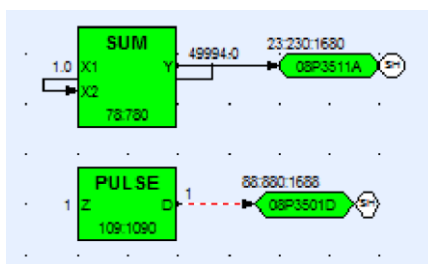 SUM
49994.0
23:230:1680
1.0 X1 Y
08P3511A SH
X2
78:780
PULSE
88:880:1688
1 Z D 1
08P3501D SH
109:1090